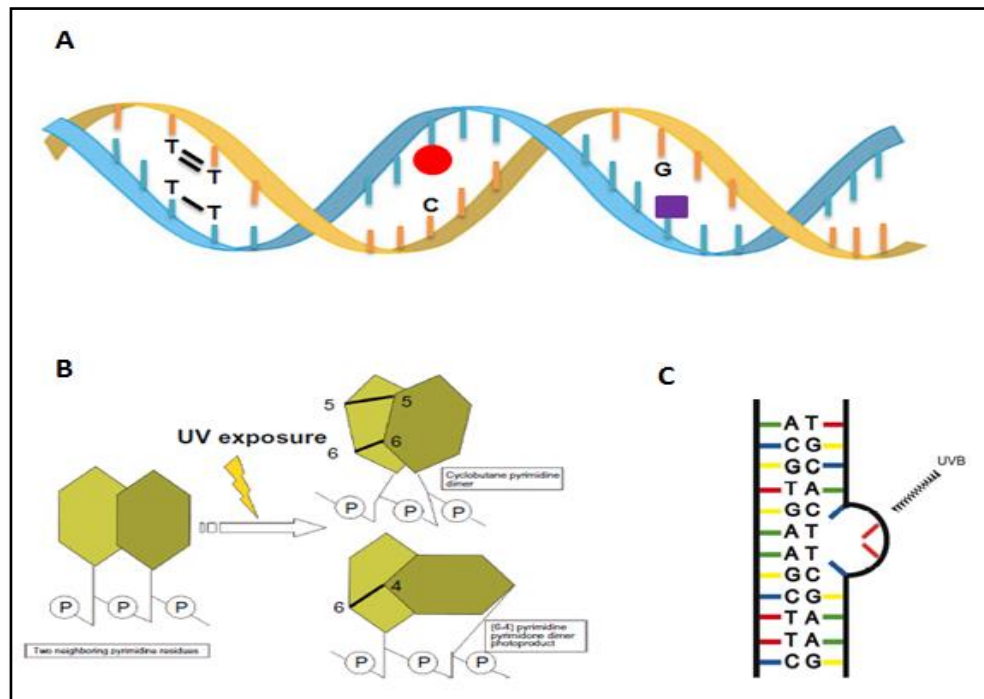 A
T
T
T T
C
G
B
UV exposure
5 5
6 6
Cyclobutane pyrimidine
dimer
P P P
P P P
Two neighboring pyrimidine residues
6 4
(6-4) pyrimidine
pyrimidone dimer
photoproduct
P P P
C
UVB
A T
C G
G C
T A
G C
A T
A T
G C
C G
T A
T A
C G